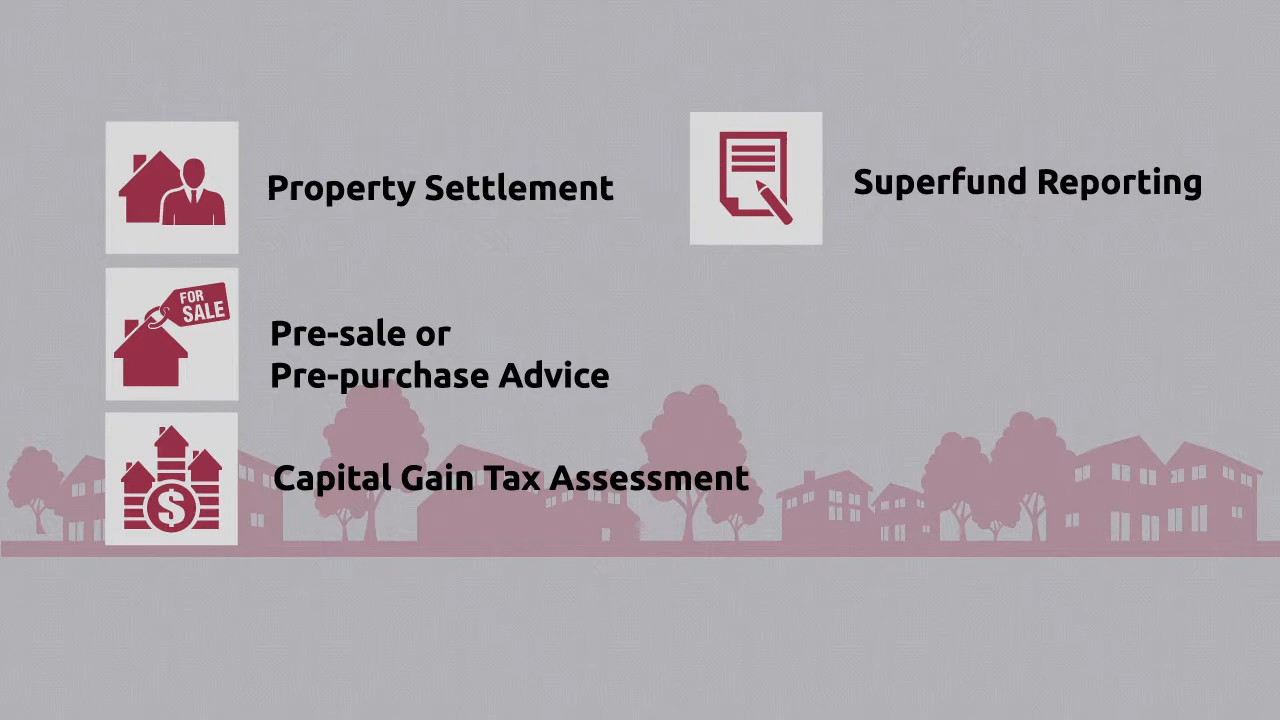 Property Settlement
FOR
SALE
Pre-sale or
Pre-purchase Advice
$
Capital Gain Tax Assessment
Superfund Reporting